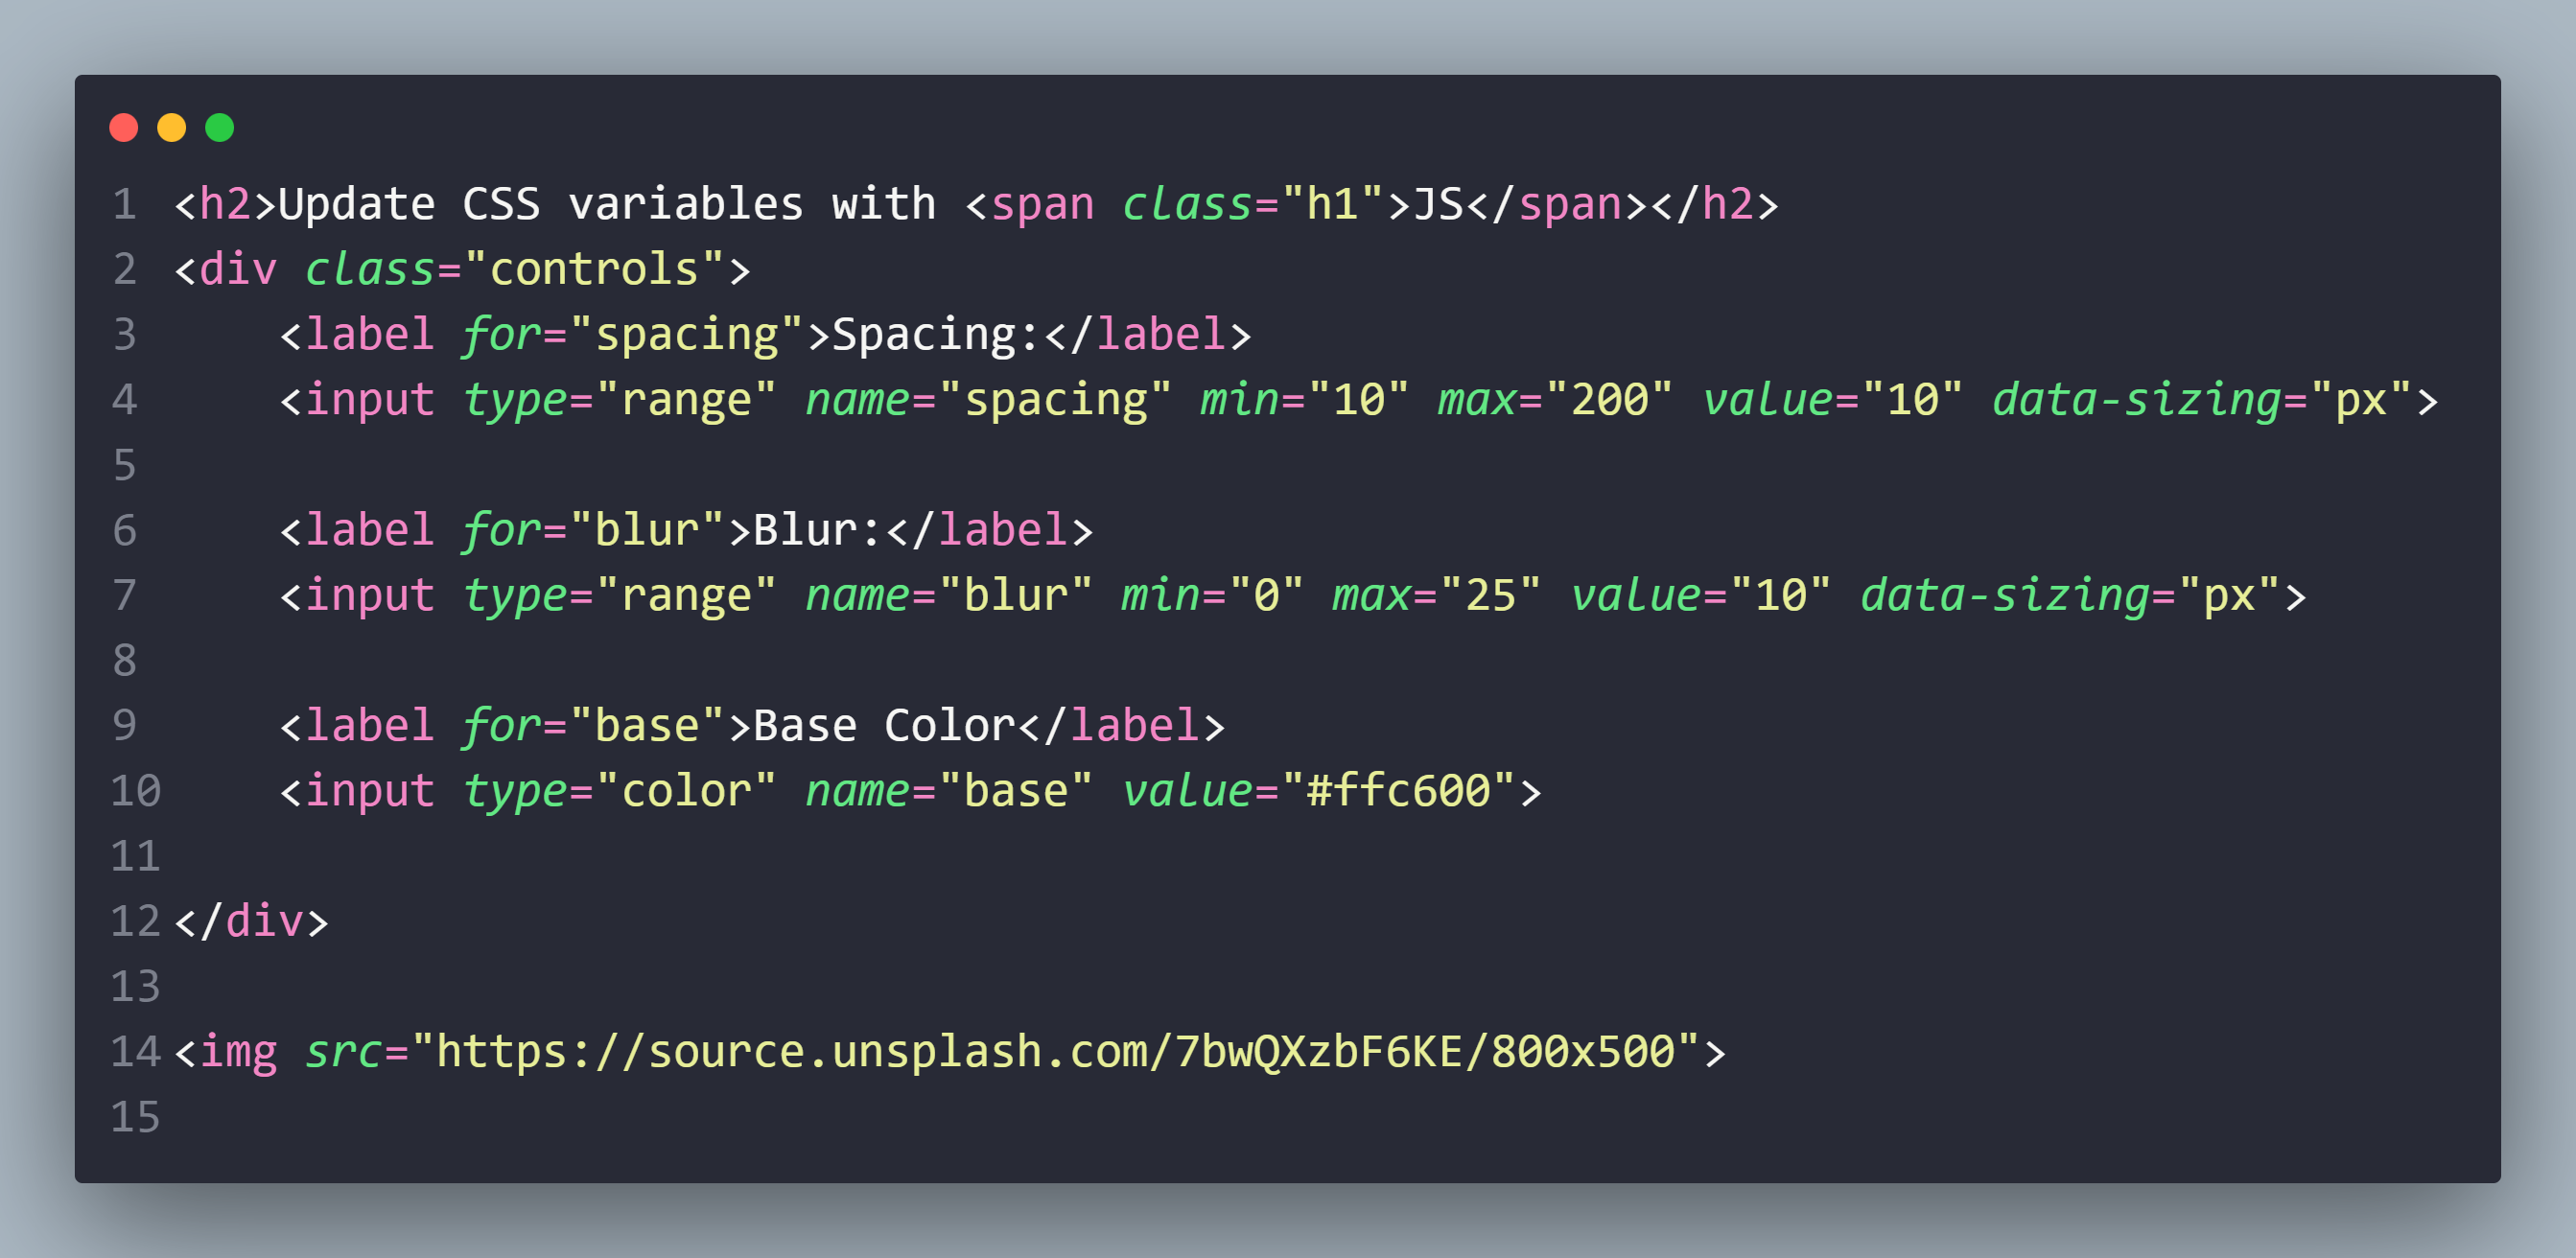 1 <h2>Update CSS variables with <span class="h1">JS</span></h2>
2 <div class="controls">
3     <label for="spacing">Spacing:</label>
4     <input type="range" name="spacing" min="10" max="200" value="10" data-sizing="px">
5
6     <label for="blur">Blur:</label>
7     <input type="range" name="blur" min="0" max="25" value="10" data-sizing="px">
8
9     <label for="base">Base Color</label>
10     <input type="color" name="base" value="#ffc600">
11
12 </div>
13
14 <img src="https://source.unsplash.com/7bwQXzbF6KE/800x500">
15